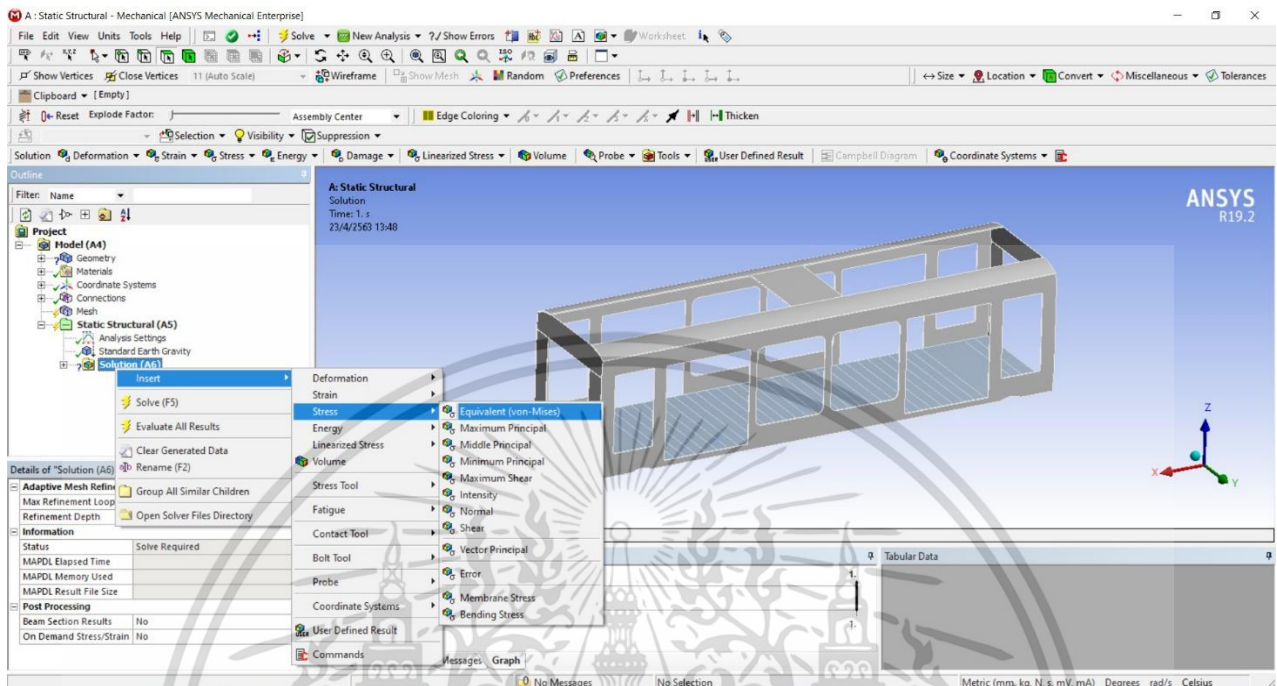 A : Static Structural - Mechanical [ANSYS Mechanical Enterprise]
File Edit View Units Tools Help Solve New Analysis ?/ Show Errors Worksheet
Show Vertices Close Vertices 11 (Auto Scale) Wireframe Show Mesh Random Preferences Size Location Convert Miscellaneous Tolerances
Clipboard [Empty]
Reset Explode Factor: Assembly Center Edge Coloring Thicken
Selection Visibility Suppression
Solution Deformation Strain Stress Energy Damage Linearized Stress Volume Probe Tools User Defined Result Campbell Diagram Coordinate Systems
Outline
Filter: Name
Project
Model (A4)
Geometry
Materials
Coordinate Systems
Connections
Mesh
Static Structural (A5)
Analysis Settings
Standard Earth Gravity
Solution (A6)
A: Static Structural
Solution
Time: 1. s
23/4/2563 13:48
ANSYS
R19.2
Insert
Solve (F5)
Evaluate All Results
Clear Generated Data
Rename (F2)
Group All Similar Children
Open Solver Files Directory
Deformation
Strain
Stress
Energy
Linearized Stress
Volume
Stress Tool
Fatigue
Contact Tool
Bolt Tool
Probe
Coordinate Systems
User Defined Result
Commands
Equivalent (von-Mises)
Maximum Principal
Middle Principal
Minimum Principal
Maximum Shear
Intensity
Normal
Shear
Vector Principal
Error
Membrane Stress
Bending Stress
Z
X
Y
Details of "Solution (A6)
Adaptive Mesh Refine
Max Refinement Loop
Refinement Depth
Information
Status Solve Required
MAPDL Elapsed Time
MAPDL Memory Used
MAPDL Result File Size
Post Processing
Beam Section Results No
On Demand Stress/Strain No
Tabular Data
1.
1.
Messages Graph
No Messages No Selection Metric (mm, kg, N, s, mV, mA) Degrees rad/s Celsius